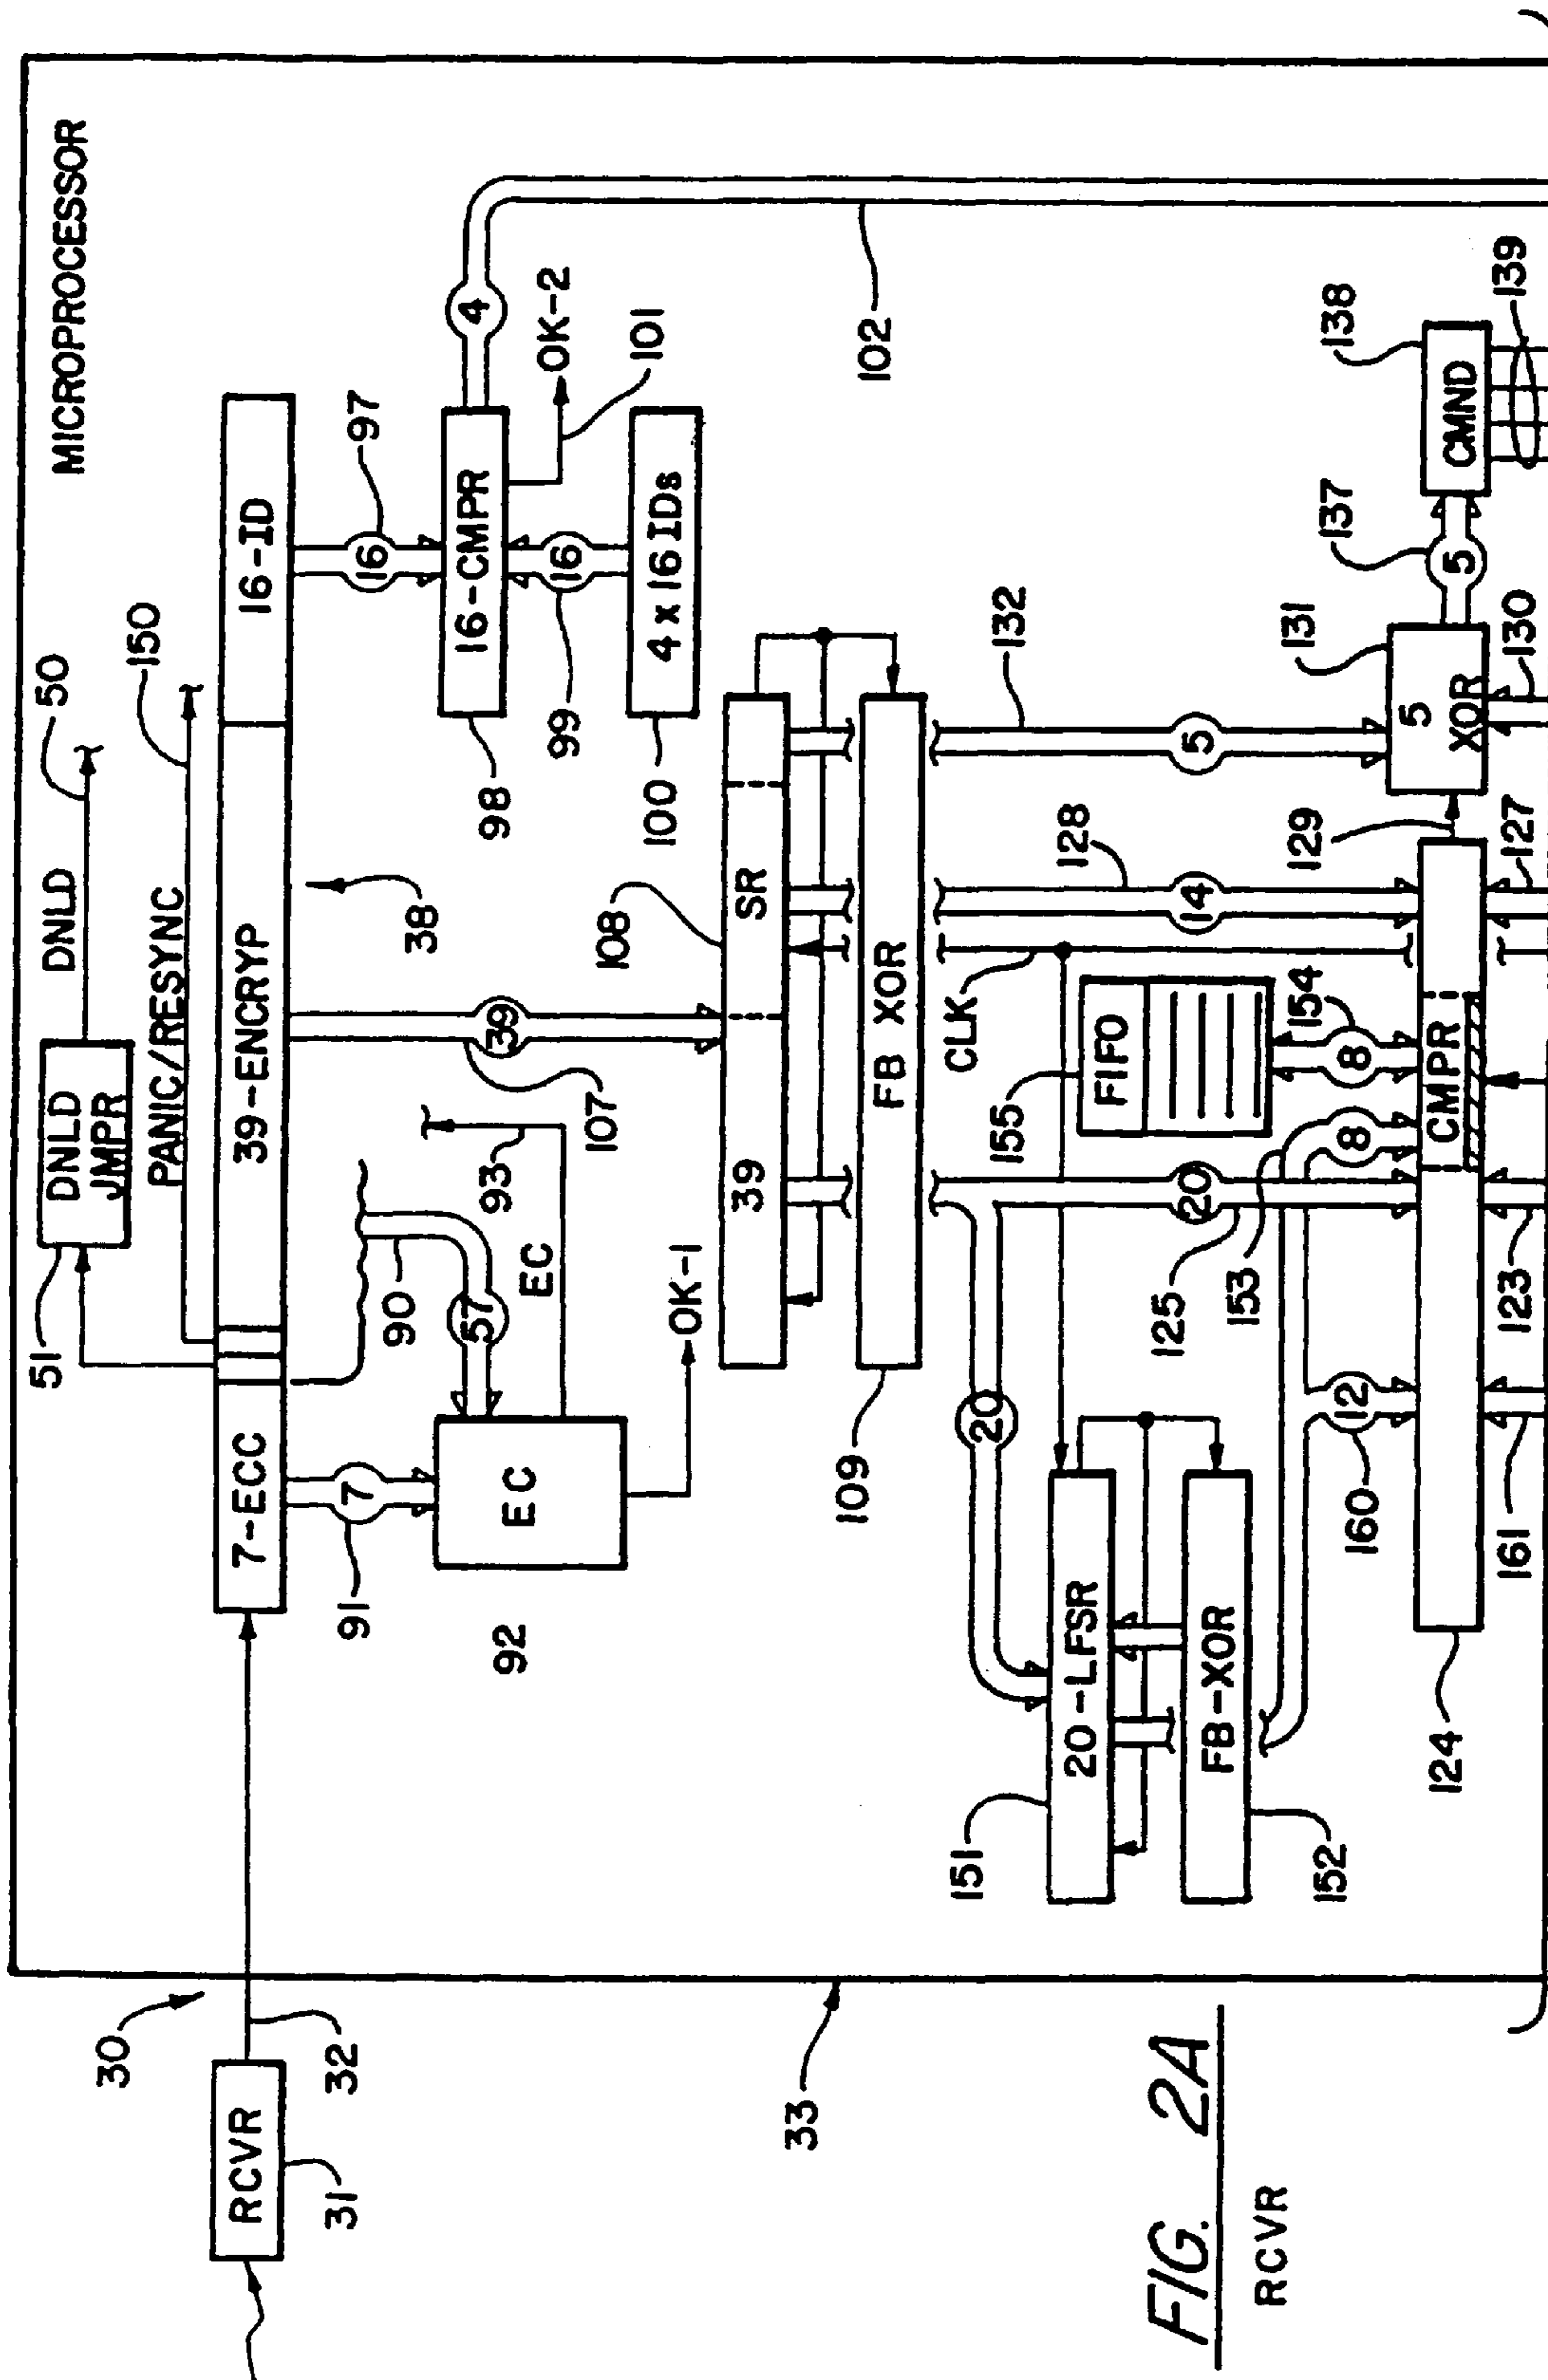 MICROPROCESSOR
50
DNLD
51
DNLD
JMPR
150
PANIC/RESYNC
7-ECC
39-ENCRYP
16-ID
RCVR
31
32
30
38
91
7
90
57
EC
92
EC
93
OK-1
39
107
16
97
16-CMPR
98
4
OK-2
101
16
99
4 x 16 IDs
100
102
108
39
SR
FB XOR
109
CLK
20
20
125
128
14
132
5
151
20-LFSR
FB-XOR
152
155
FIFO
153
8
154
8
160
12
CMPR
124
161
123
127
129
5
XOR
131
130
137
5
CMND
138
139
33
FIG. 2A
RCVR